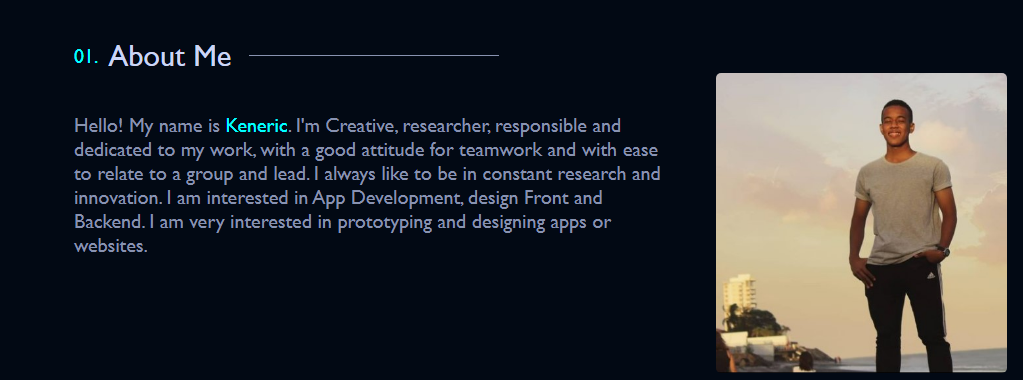 01. About Me
Hello! My name is Keneric. I'm Creative, researcher, responsible and
dedicated to my work, with a good attitude for teamwork and with ease
to relate to a group and lead. I always like to be in constant research and
innovation. I am interested in App Development, design Front and
Backend. I am very interested in prototyping and designing apps or
websites.
adidas